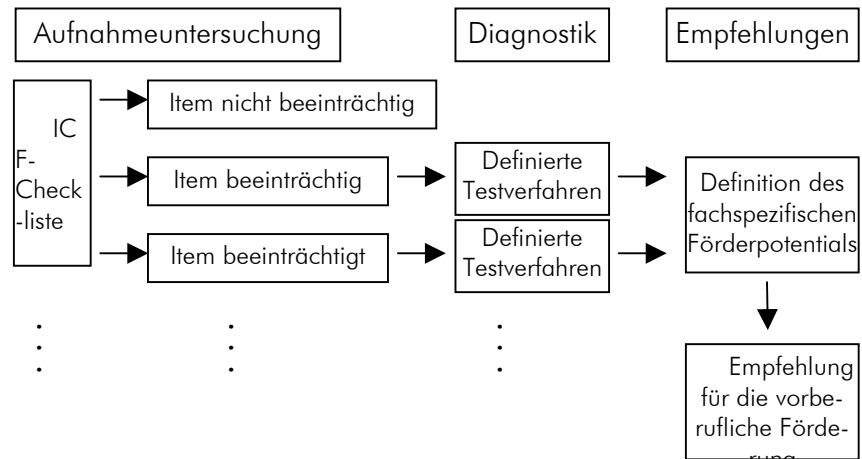 Aufnahmeuntersuchung
Diagnostik
Empfehlungen
IC
F-
Check
-liste
Item nicht beeinträchtig
Item beeinträchtig
Definierte
Testverfahren
Item beeinträchtigt
Definierte
Testverfahren
Definition des
fachspezifischen
Förderpotentials
Empfehlung
für die vorbe-
rufliche Förde-
rung